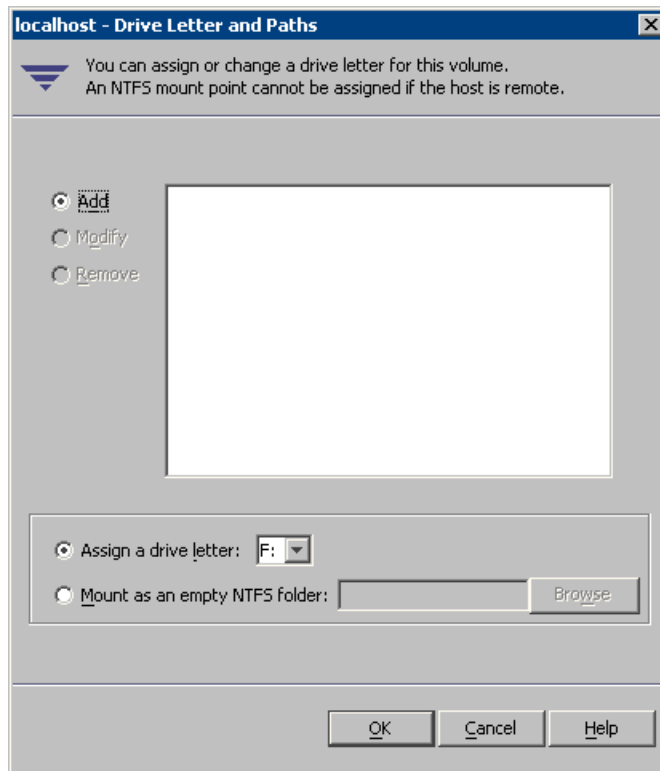 localhost - Drive Letter and Paths
You can assign or change a drive letter for this volume.
An NTFS mount point cannot be assigned if the host is remote.
Add
Modify
Remove
Assign a drive letter: F:
Mount as an empty NTFS folder: Browse
OK Cancel Help